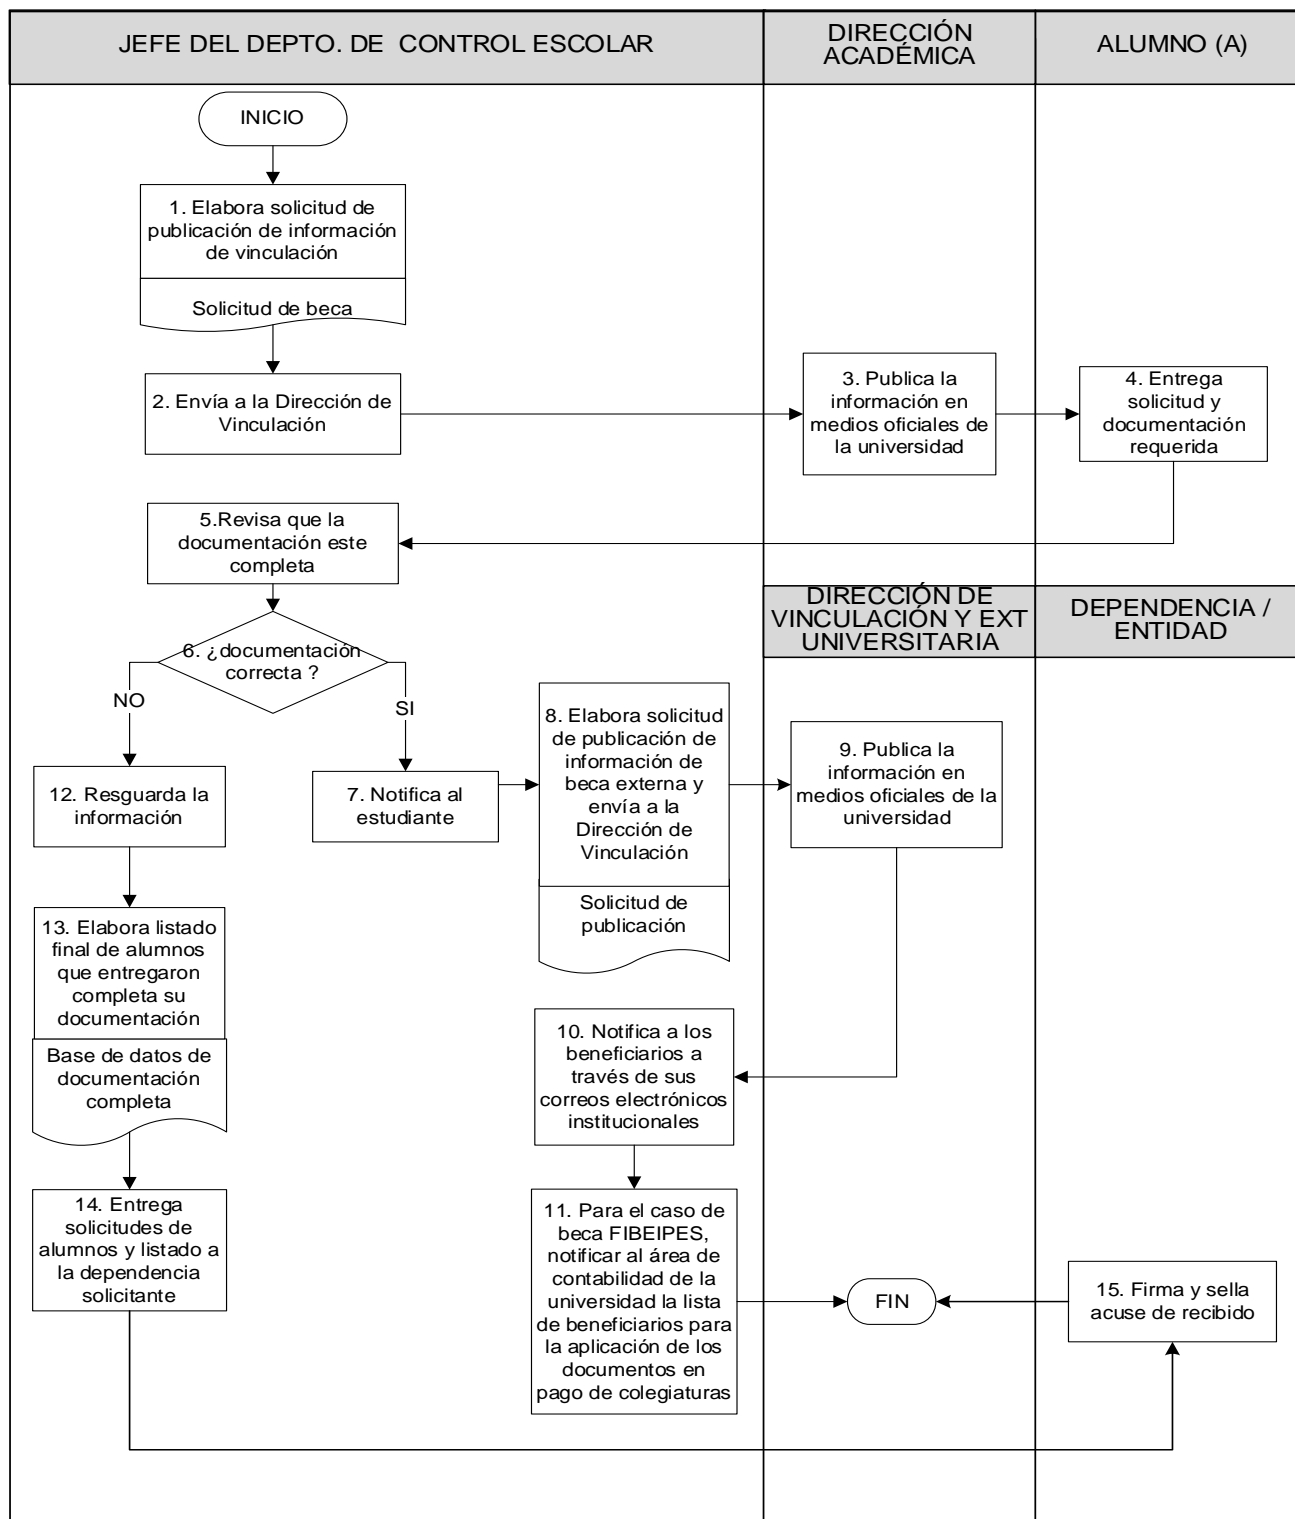 JEFE DEL DEPTO. DE CONTROL ESCOLAR
DIRECCIÓN
ACADÉMICA
ALUMNO (A)
INICIO
1. Elabora solicitud de
publicación de información
de vinculación
Solicitud de beca
2. Envía a la Dirección de
Vinculación
3. Publica la
información en
medios oficiales de
la universidad
4. Entrega
solicitud y
documentación
requerida
5.Revisa que la
documentación este
completa
DIRECCIÓN DE
VINCULACIÓN Y EXT
UNIVERSITARIA
DEPENDENCIA /
ENTIDAD
6. ¿documentación
correcta ?
NO
SI
7. Notifica al
estudiante
8. Elabora solicitud
de publicación de
información de
beca externa y
envía a la
Dirección de
Vinculación
Solicitud de
publicación
9. Publica la
información en
medios oficiales de la
universidad
10. Notifica a los
beneficiarios a
través de sus
correos electrónicos
institucionales
11. Para el caso de
beca FIBEIPES,
notificar al área de
contabilidad de la
universidad la lista
de beneficiarios para
la aplicación de los
documentos en
pago de colegiaturas
12. Resguarda la
información
13. Elabora listado
final de alumnos
que entregaron
completa su
documentación
Base de datos de
documentación
completa
14. Entrega
solicitudes de
alumnos y listado a
la dependencia
solicitante
15. Firma y sella
acuse de recibido
FIN